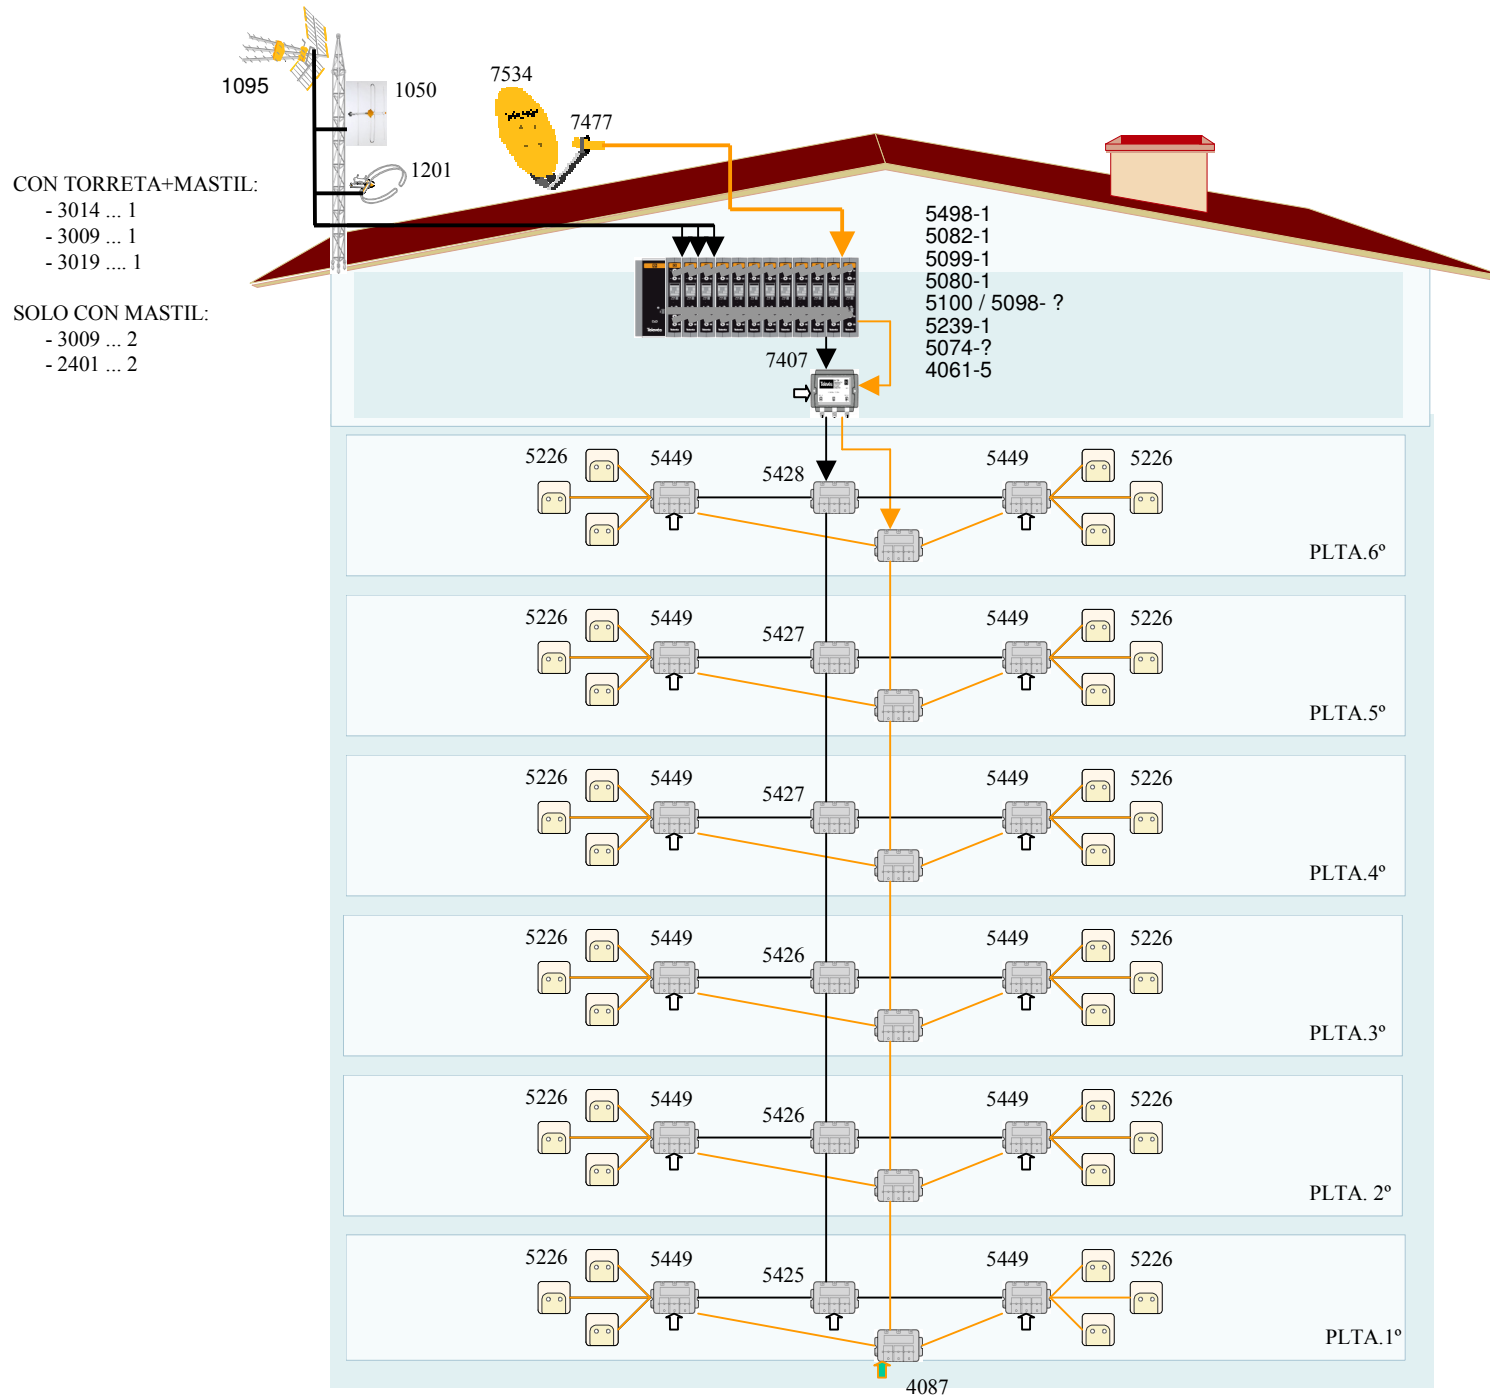 1095
1050
1201
7534
7477
CON TORRETA+MASTIL:
- 3014 ... 1
- 3009 ... 1
- 3019 .... 1
SOLO CON MASTIL:
- 3009 ... 2
- 2401 ... 2
5498-1
5082-1
5099-1
5080-1
5100 / 5098- ?
5239-1
5074-?
4061-5
Televés
7407
5226 5449 5428 5449 5226
PLTA.6º
5226 5449 5427 5449 5226
PLTA.5º
5226 5449 5427 5449 5226
PLTA.4º
5226 5449 5426 5449 5226
PLTA.3º
5226 5449 5426 5449 5226
PLTA. 2º
5226 5449 5425 5449 5226
PLTA.1º
4087